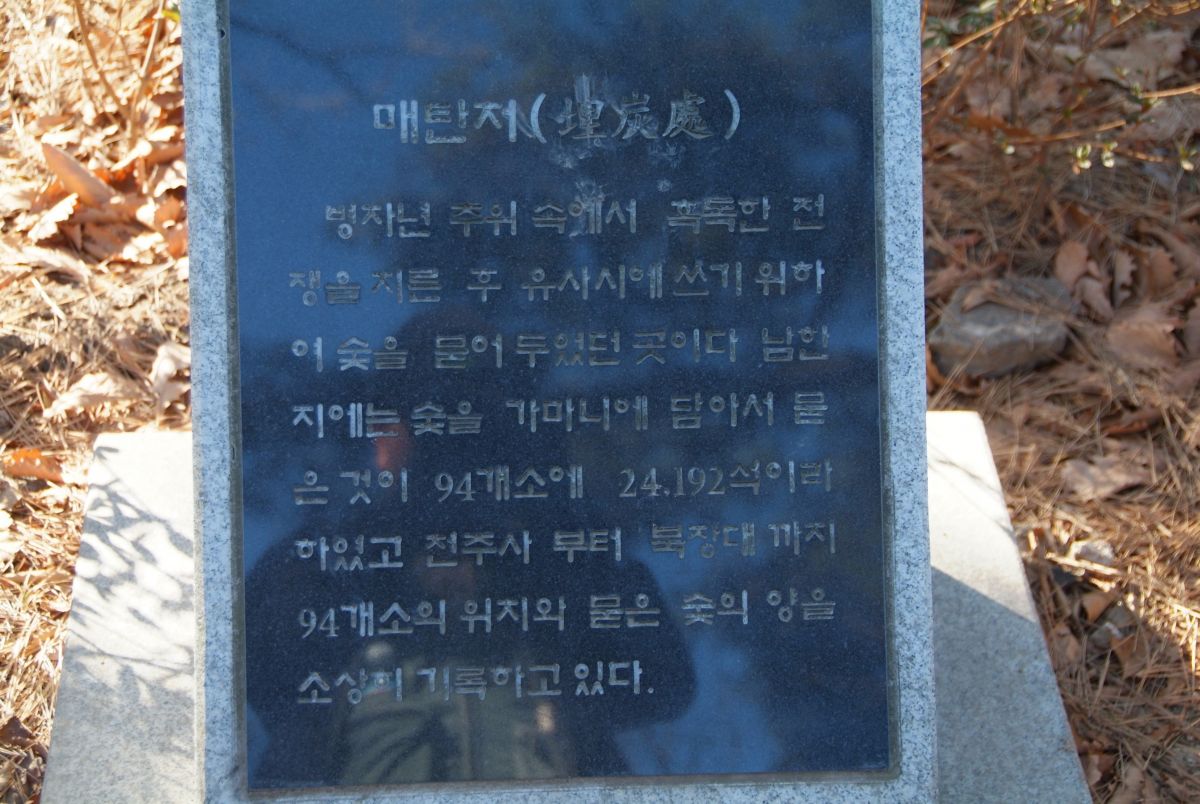 매탄처(埋炭處)
병자년 추위 속에서 혹독한 전
쟁을 치른 후 유사시에 쓰기 위하
여 숯을 묻어 두었던 곳이다 남한
지에는 숯을 가마니에 담아서 묻
은 것이 94개소에 24.192석이라
하였고 천주사 부터 북장대 까지
94개소의 위치와 묻은 숯의 양을
소상히 기록하고 있다.